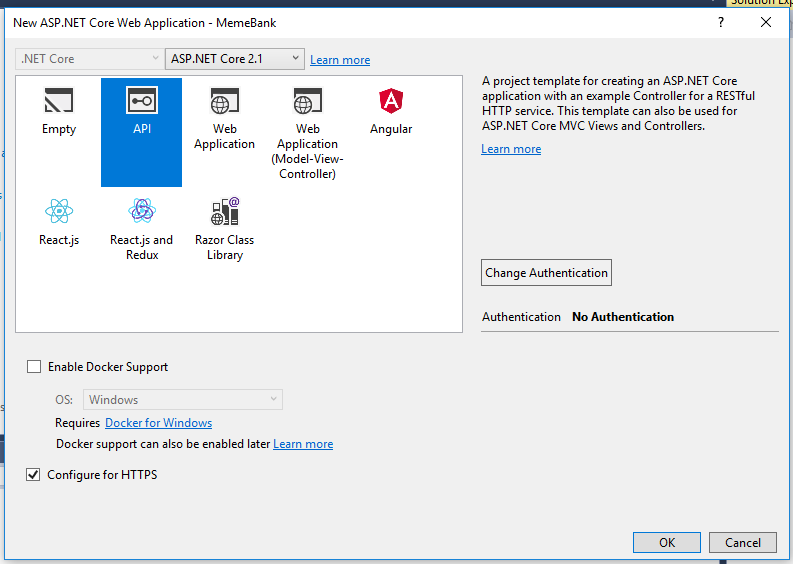 Solution Exp
New ASP.NET Core Web Application - MemeBank
?
.NET Core
ASP.NET Core 2.1
Learn more
Empty
API
Web
Application
Web
Application
(Model-View-
Controller)
Angular
React.js
React.js and
Redux
Razor Class
Library
A project template for creating an ASP.NET Core
application with an example Controller for a RESTful
HTTP service. This template can also be used for
ASP.NET Core MVC Views and Controllers.
Learn more
Change Authentication
Authentication No Authentication
Enable Docker Support
OS: Windows
Requires Docker for Windows
Docker support can also be enabled later Learn more
Configure for HTTPS
OK
Cancel